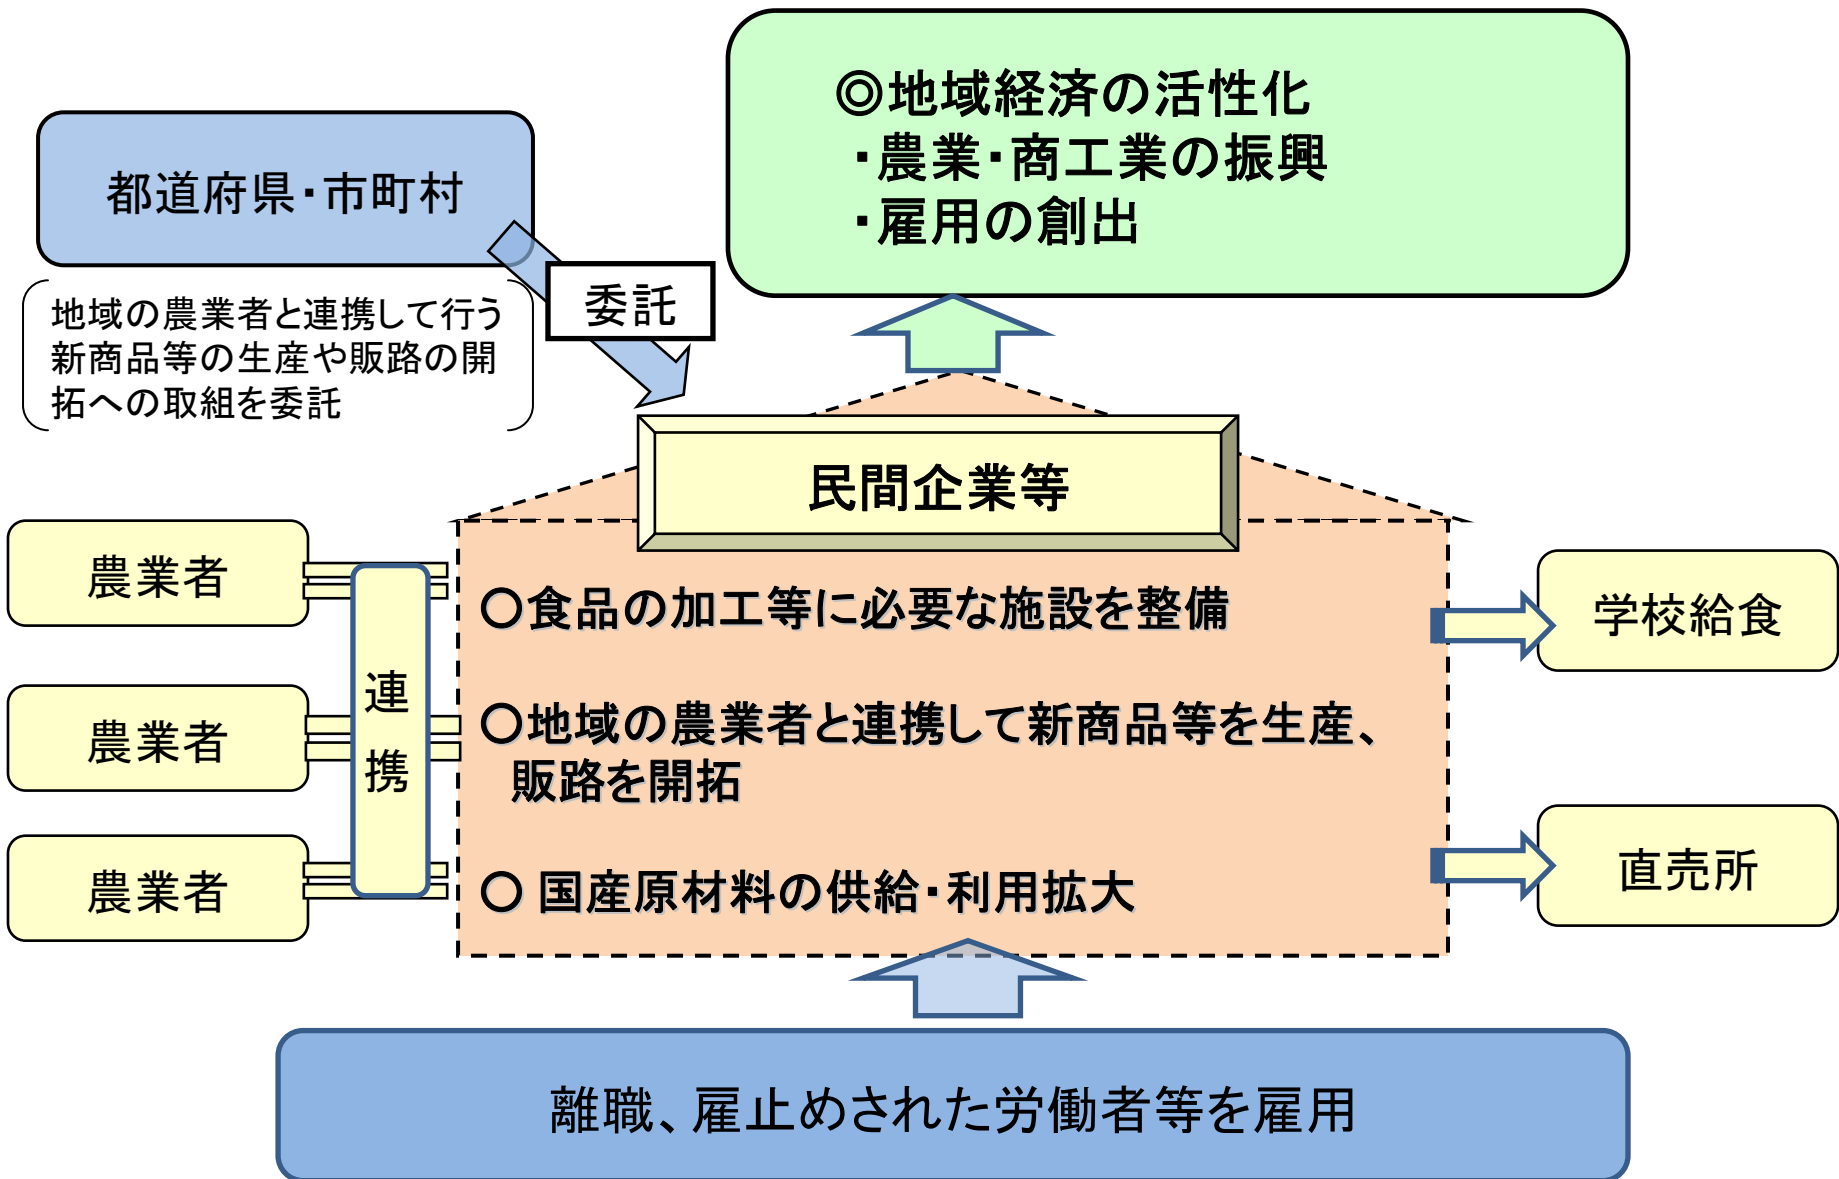 ◎地域経済の活性化
・農業・商工業の振興
・雇用の創出
都道府県・市町村
委託
地域の農業者と連携して行う
新商品等の生産や販路の開
拓への取組を委託
民間企業等
農業者
農業者
農業者
連
携
○食品の加工等に必要な施設を整備
○地域の農業者と連携して新商品等を生産、
販路を開拓
○ 国産原材料の供給・利用拡大
学校給食
直売所
離職、雇止めされた労働者等を雇用